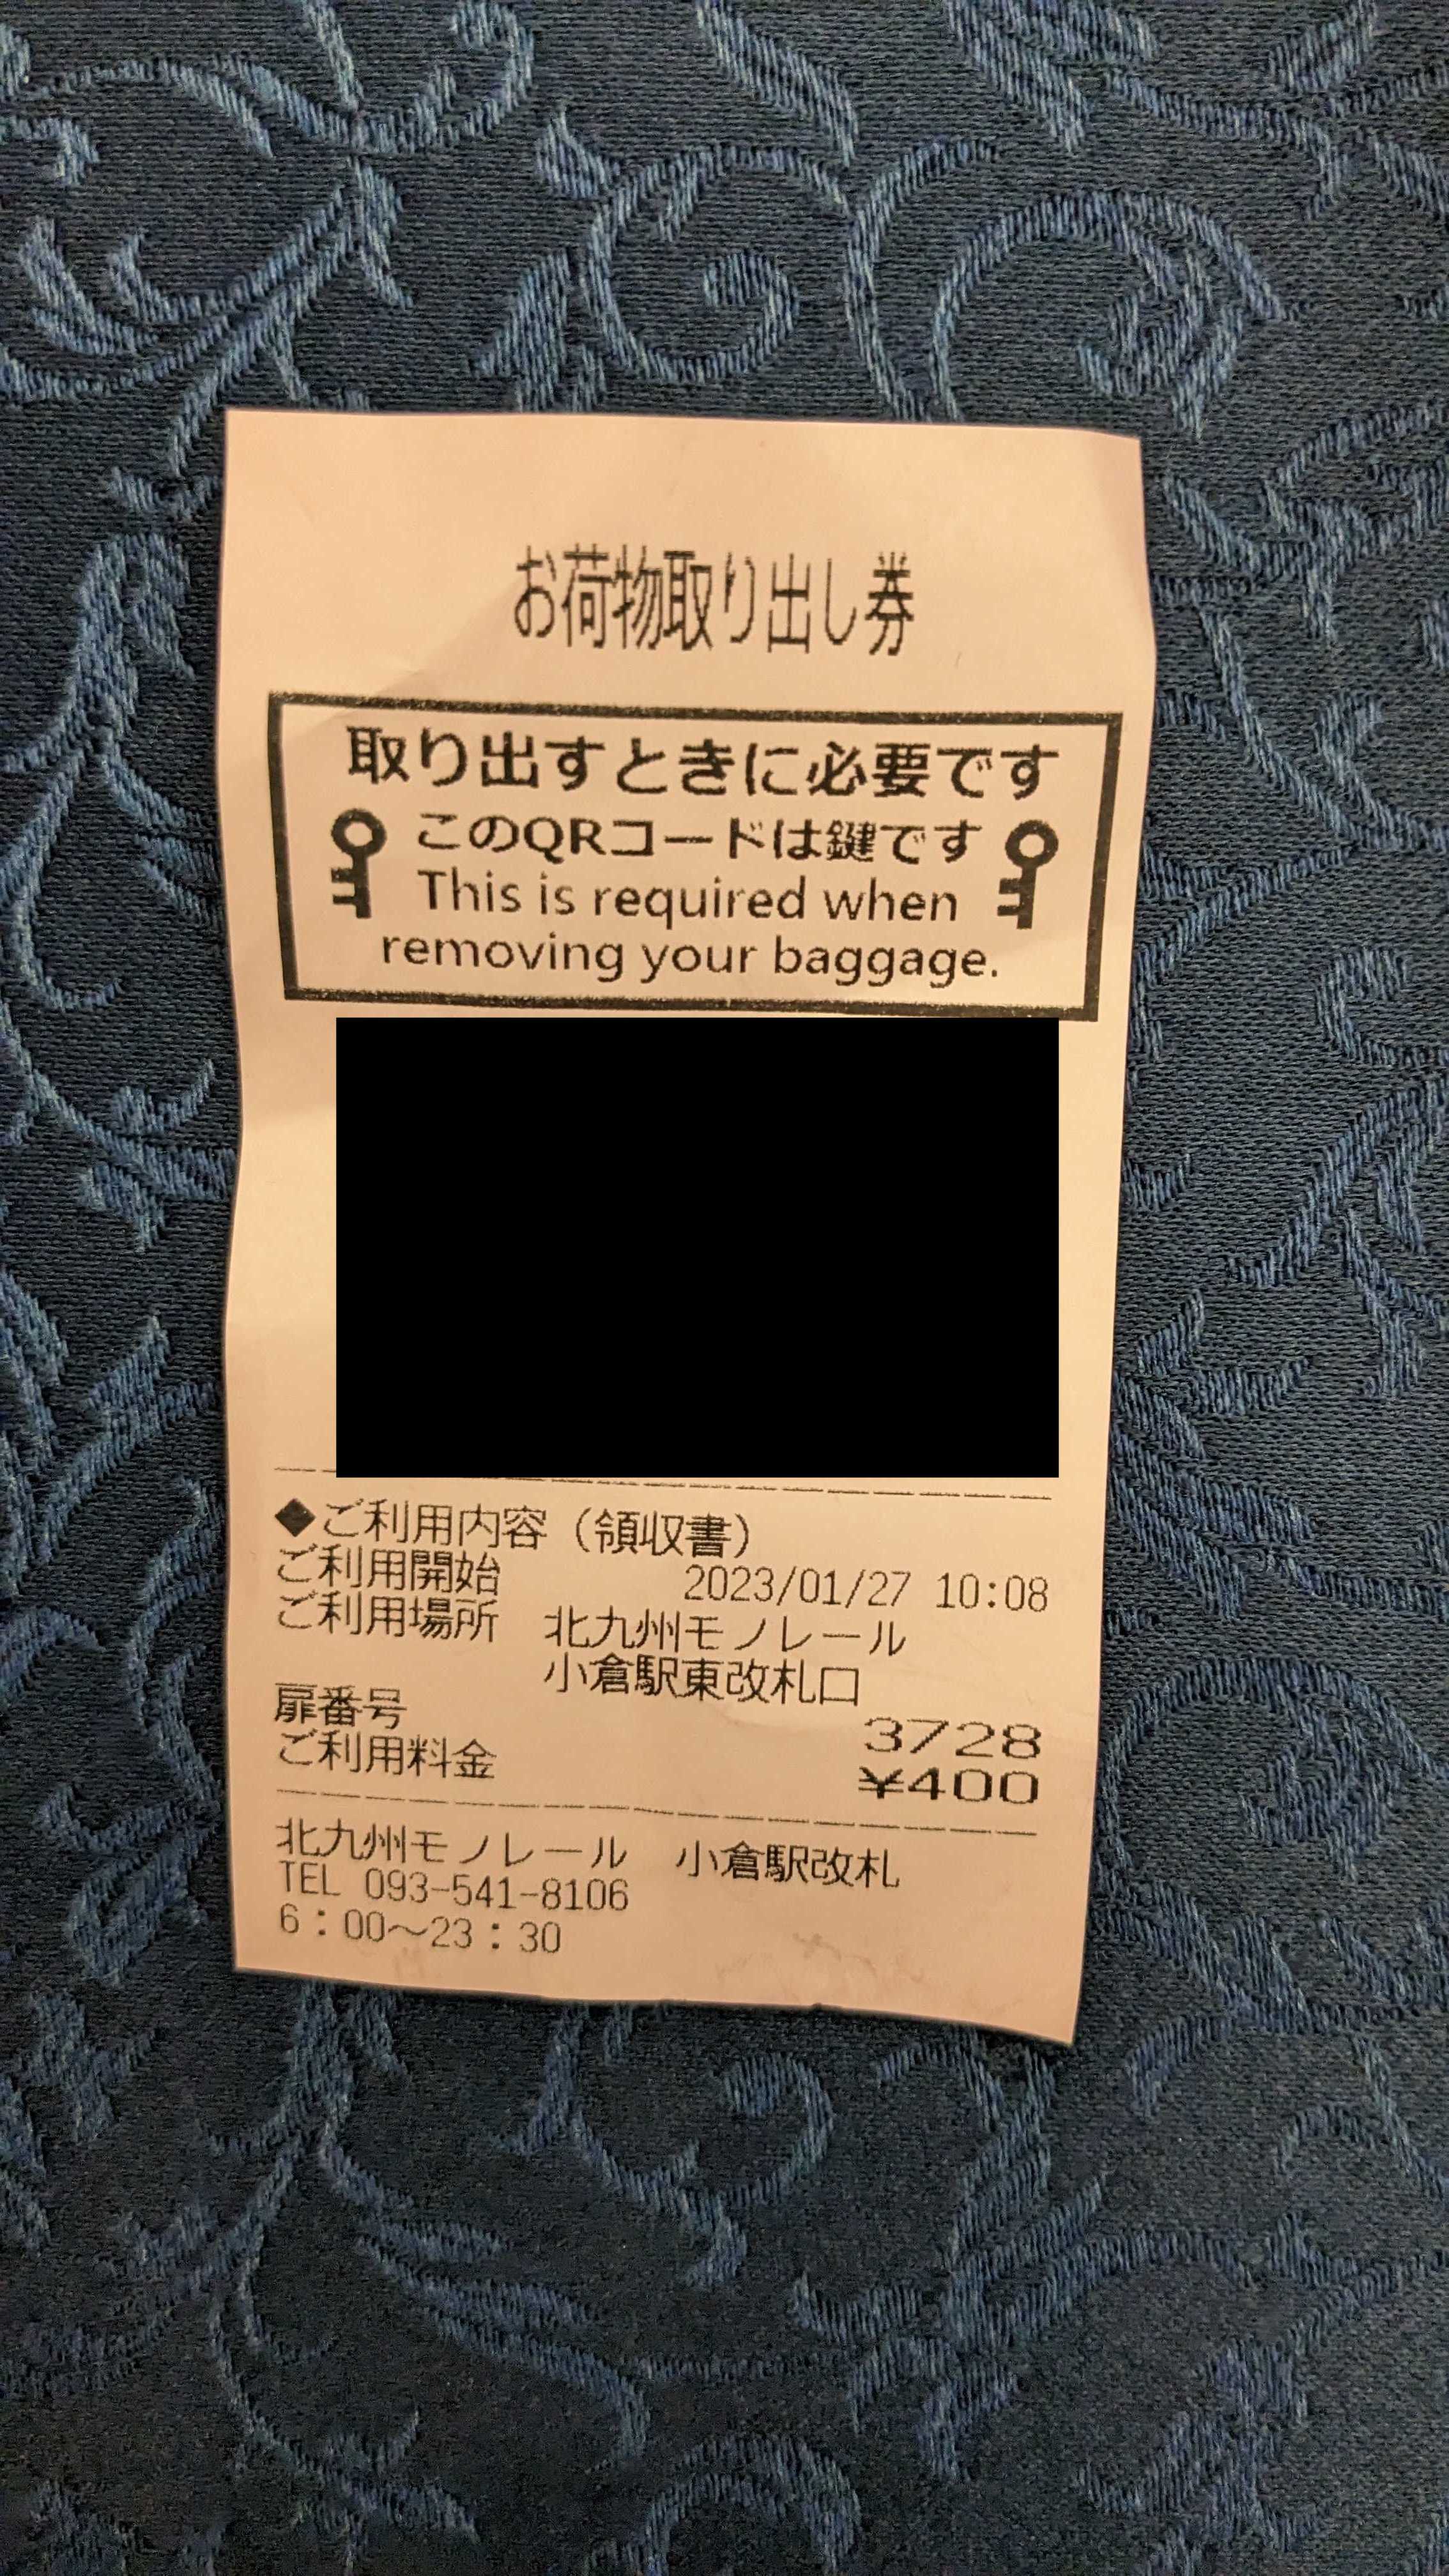 お荷物取り出し券
取り出すときに必要です
このQRコードは鍵です
This is required when
removing your baggage.
◆ご利用内容（領収書）
ご利用開始 2023/01/27 10:08
ご利用場所 北九州モノレール
小倉駅東改札口
扉番号 3728
ご利用料金 ¥400
北九州モノレール 小倉駅改札
TEL 093-541-8106
6：00～23：30